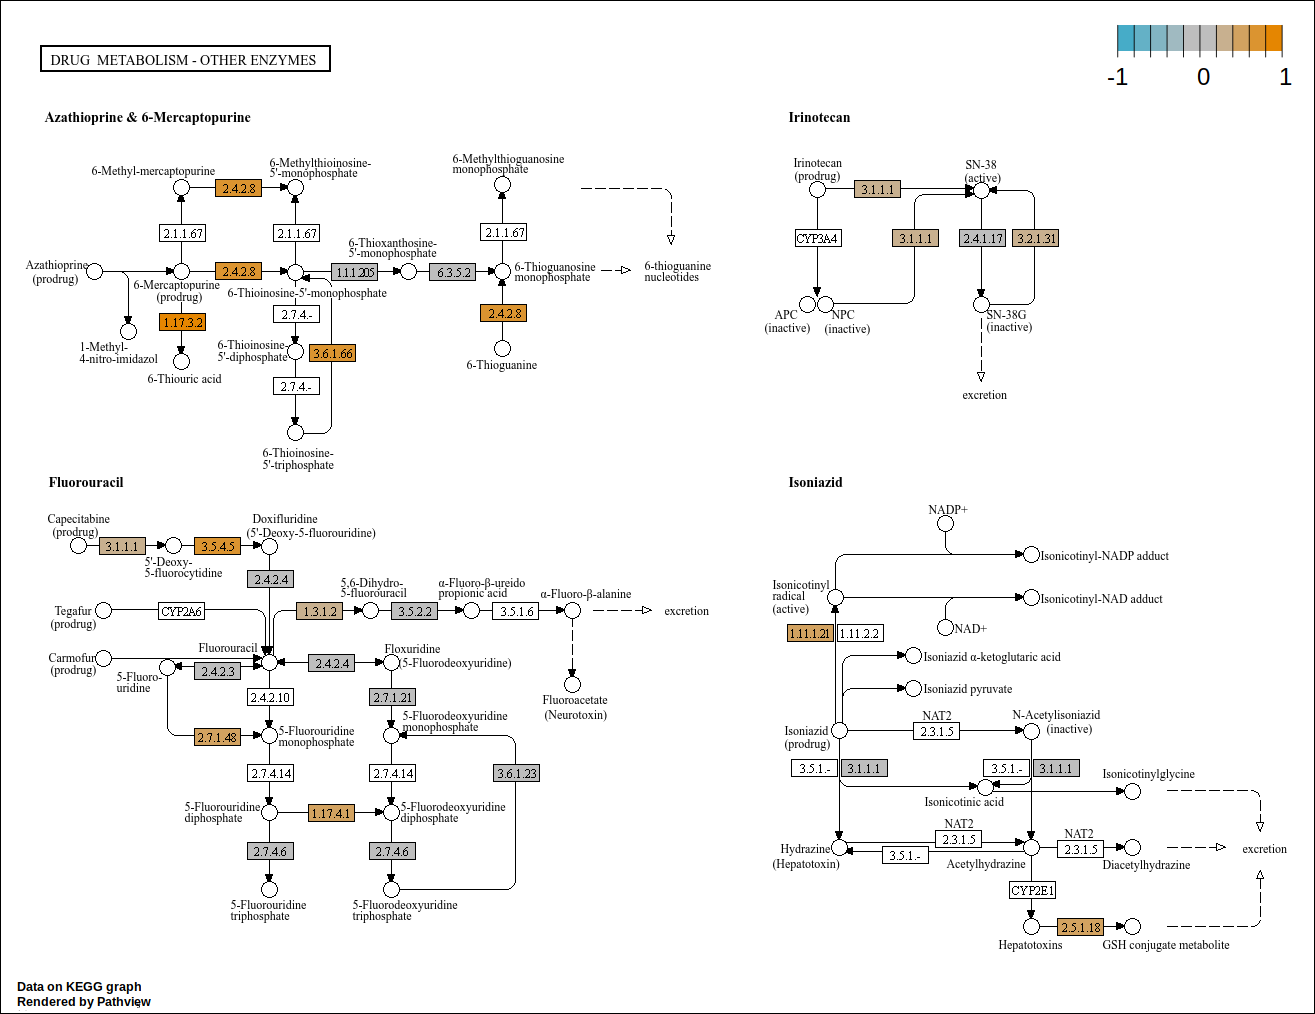 DRUG METABOLISM - OTHER ENZYMES
-1
0
1
Azathioprine & 6-Mercaptopurine
6-Methyl-mercaptopurine
2.4.2.8
6-Methylthioinosine-
5'-monophosphate
6-Methylthioguanosine
monophosphate
2.1.1.67
2.1.1.67
2.1.1.67
6-Thioxanthosine-
5'-monophosphate
Azathioprine
(prodrug)
2.4.2.8
1.1.1.205
6.3.5.2
6-Thioguanosine
monophosphate
6-thioguanine
nucleotides
6-Mercaptopurine
(prodrug)
6-Thioinosine-5'-monophosphate
1.17.3.2
2.7.4.-
2.4.2.8
1-Methyl-
4-nitro-imidazol
6-Thioinosine-
5'-diphosphate
3.6.1.66
6-Thioguanine
6-Thiouric acid
2.7.4.-
6-Thioinosine-
5'-triphosphate
Irinotecan
Irinotecan
(prodrug)
3.1.1.1
SN-38
(active)
CYP3A4
3.1.1.1
2.4.1.17
3.2.1.31
APC
(inactive)
NPC
(inactive)
SN-38G
(inactive)
excretion
Fluorouracil
Capecitabine
(prodrug)
3.1.1.1
3.5.4.5
Doxifluridine
(5'-Deoxy-5-fluorouridine)
5'-Deoxy-
5-fluorocytidine
2.4.2.4
Tegafur
(prodrug)
CYP2A6
1.3.1.2
5,6-Dihydro-
5-fluorouracil
3.5.2.2
α-Fluoro-β-ureido
propionic acid
3.5.1.6
α-Fluoro-β-alanine
excretion
Carmofur
(prodrug)
Fluorouracil
5-Fluoro-
uridine
2.4.2.3
2.4.2.4
Floxuridine
(5-Fluorodeoxyuridine)
2.4.2.10
2.7.1.21
Fluoroacetate
(Neurotoxin)
2.7.1.48
5-Fluorouridine
monophosphate
5-Fluorodeoxyuridine
monophosphate
2.7.4.14
2.7.4.14
3.6.1.23
5-Fluorouridine
diphosphate
1.17.4.1
5-Fluorodeoxyuridine
diphosphate
2.7.4.6
2.7.4.6
5-Fluorouridine
triphosphate
5-Fluorodeoxyuridine
triphosphate
Isoniazid
NADP+
Isonicotinyl-NADP adduct
Isonicotinyl
radical
(active)
Isonicotinyl-NAD adduct
1.11.1.21
1.11.2.2
NAD+
Isoniazid α-ketoglutaric acid
Isoniazid pyruvate
Isoniazid
(prodrug)
NAT2
2.3.1.5
N-Acetylisoniazid
(inactive)
3.5.1.-
3.1.1.1
3.5.1.-
3.1.1.1
Isonicotinic acid
Isonicotinylglycine
Hydrazine
(Hepatotoxin)
NAT2
2.3.1.5
3.5.1.-
Acetylhydrazine
NAT2
2.3.1.5
Diacetylhydrazine
excretion
CYP2E1
Hepatotoxins
2.5.1.18
GSH conjugate metabolite
Data on KEGG graph
Rendered by Pathview